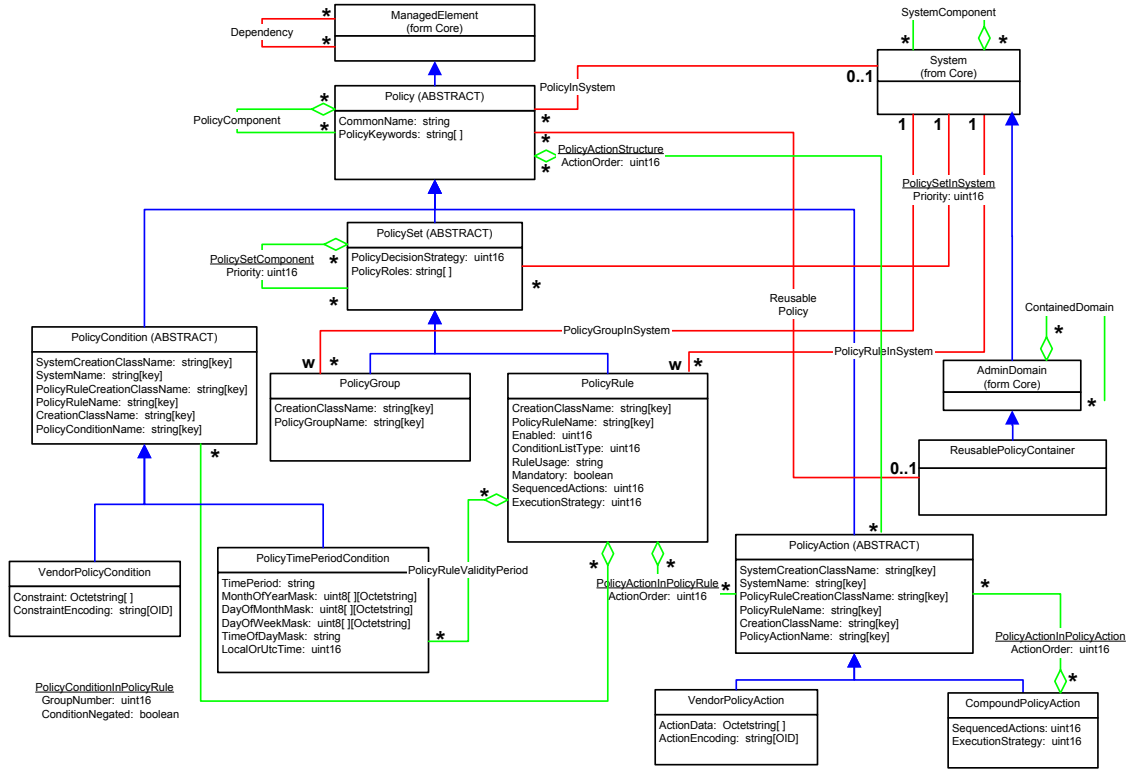 SystemComponent
*
ManagedElement
(form Core)
Dependency
*
*
*
System
(from Core)
0..1
PolicyInSystem
Policy (ABSTRACT)
*
PolicyComponent
*
CommonName: string
PolicyKeywords: string[ ]
*
*
1
1
1
PolicyActionStructure
ActionOrder: uint16
*
PolicySetInSystem
Priority: uint16
PolicySet (ABSTRACT)
PolicyDecisionStrategy: uint16
PolicyRoles: string[ ]
PolicySetComponent
Priority: uint16
*
*
*
Reusable
Policy
ContainedDomain
*
PolicyGroupInSystem
PolicyRuleInSystem
PolicyCondition (ABSTRACT)
SystemCreationClassName: string[key]
SystemName: string[key]
PolicyRuleCreationClassName: string[key]
PolicyRuleName: string[key]
CreationClassName: string[key]
PolicyConditionName: string[key]
w
*
w
*
PolicyGroup
CreationClassName: string[key]
PolicyGroupName: string[key]
PolicyRule
CreationClassName: string[key]
PolicyRuleName: string[key]
Enabled: uint16
ConditionListType: uint16
RuleUsage: string
Mandatory: boolean
SequencedActions: uint16
ExecutionStrategy: uint16
AdminDomain
(form Core)
*
ReusablePolicyContainer
0..1
*
*
*
PolicyAction (ABSTRACT)
SystemCreationClassName: string[key]
SystemName: string[key]
PolicyRuleCreationClassName: string[key]
PolicyRuleName: string[key]
CreationClassName: string[key]
PolicyActionName: string[key]
VendorPolicyCondition
Constraint: Octetstring[ ]
ConstraintEncoding: string[OID]
PolicyTimePeriodCondition
TimePeriod: string
MonthOfYearMask: uint8[ ][Octetstring]
DayOfMonthMask: uint8[ ][Octetstring]
DayOfWeekMask: uint8[ ][Octetstring]
TimeOfDayMask: string
LocalOrUtcTime: uint16
PolicyRuleValidityPeriod
*
*
*
PolicyActionInPolicyRule
ActionOrder: uint16
*
*
PolicyActionInPolicyAction
ActionOrder: uint16
*
PolicyConditionInPolicyRule
GroupNumber: uint16
ConditionNegated: boolean
VendorPolicyAction
ActionData: Octetstring[ ]
ActionEncoding: string[OID]
CompoundPolicyAction
SequencedActions: uint16
ExecutionStrategy: uint16